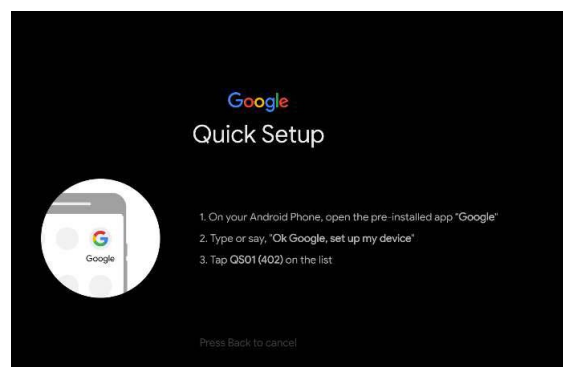 Google
Quick Setup
1. On your Android Phone, open the pre-installed app "Google"
2. Type or say, "Ok Google, set up my device"
3. Tap QS01 (402) on the list
G
Google
Press Back to cancel